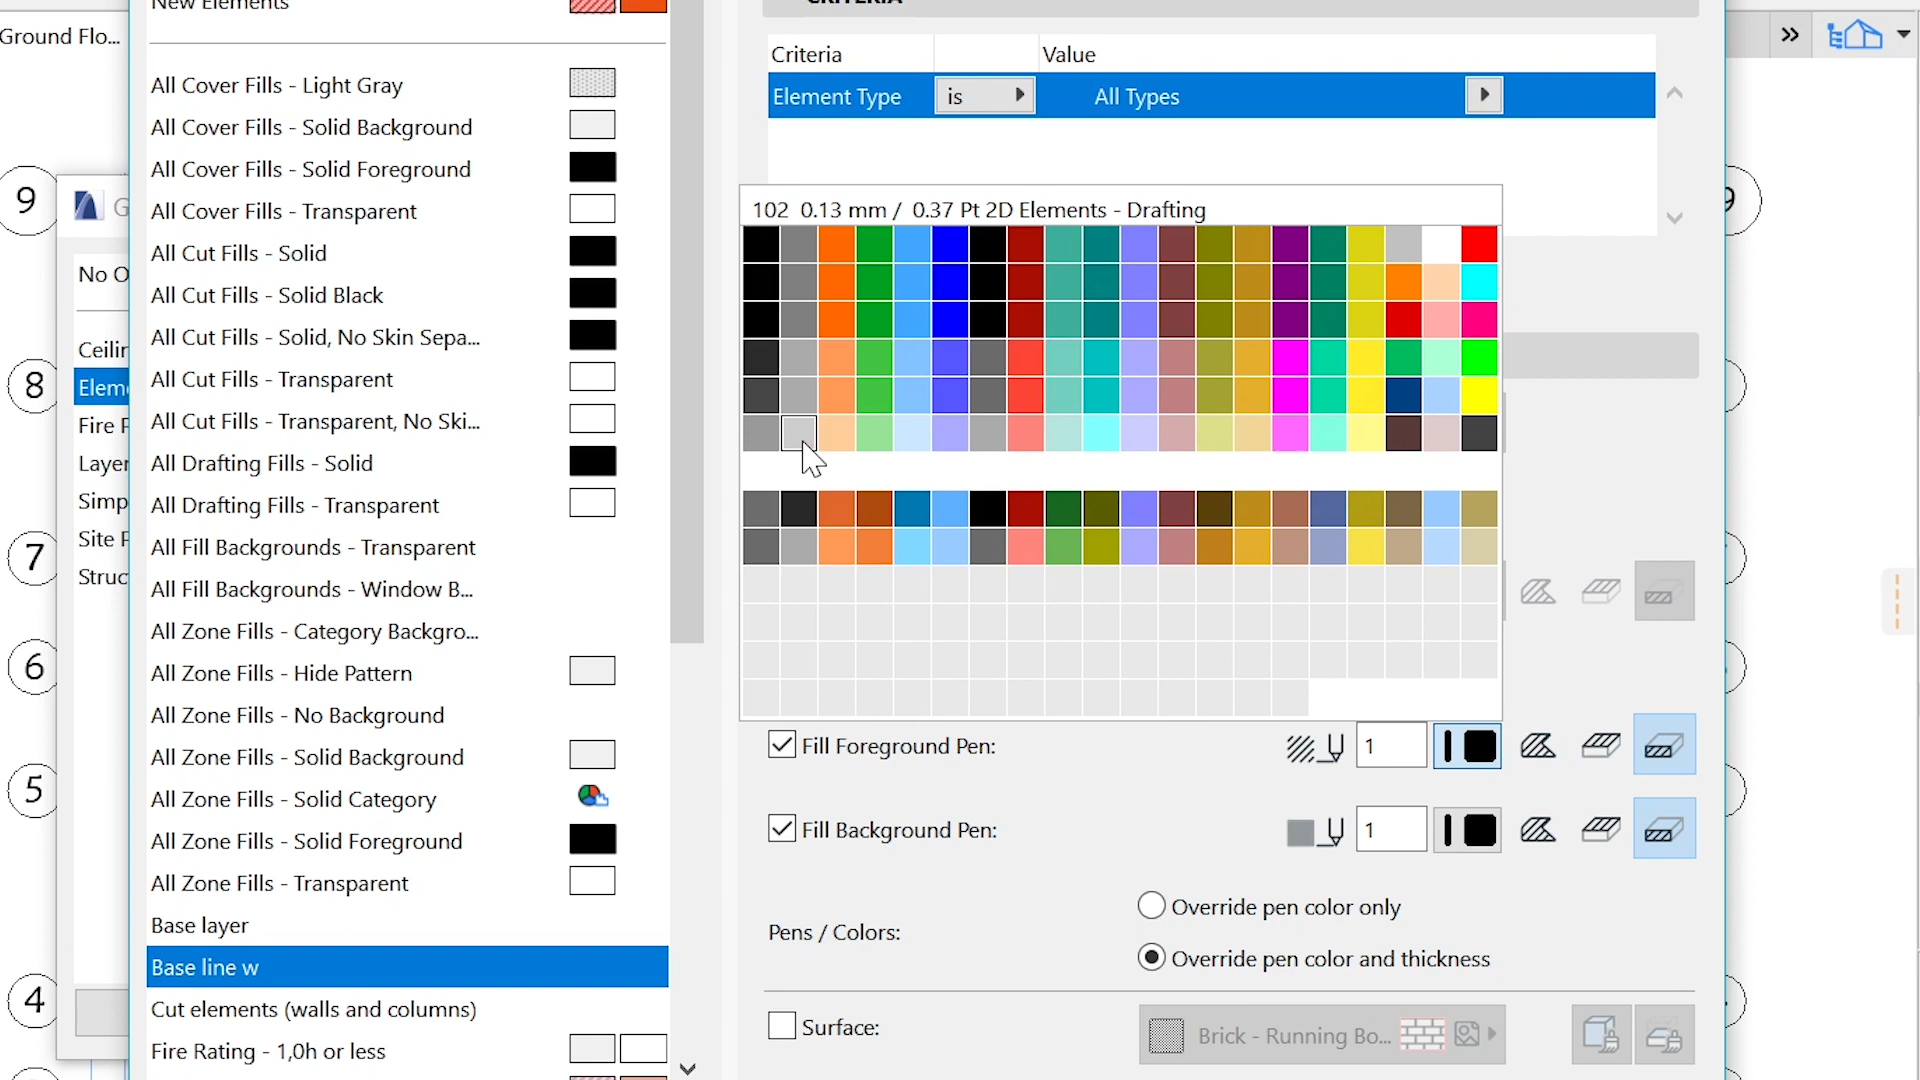 New Elements
CRITERIA
Ground Flo...
Criteria
Value
Element Type
is
All Types
All Cover Fills - Light Gray
All Cover Fills - Solid Background
All Cover Fills - Solid Foreground
All Cover Fills - Transparent
All Cut Fills - Solid
All Cut Fills - Solid Black
All Cut Fills - Solid, No Skin Sepa...
All Cut Fills - Transparent
All Cut Fills - Transparent, No Ski...
All Drafting Fills - Solid
All Drafting Fills - Transparent
All Fill Backgrounds - Transparent
All Fill Backgrounds - Window B...
All Zone Fills - Category Backgro...
All Zone Fills - Hide Pattern
All Zone Fills - No Background
All Zone Fills - Solid Background
All Zone Fills - Solid Category
All Zone Fills - Solid Foreground
All Zone Fills - Transparent
Base layer
Base line w
Cut elements (walls and columns)
Fire Rating - 1,0h or less
102 0.13 mm / 0.37 Pt 2D Elements - Drafting
Fill Foreground Pen:
1
Fill Background Pen:
1
Pens / Colors:
Override pen color only
Override pen color and thickness
Surface:
Brick - Running Bo...
9
G
No O
Ceilin
8
Elem
Fire
Layer
Simp
7
Site
Struc
6
5
4
9